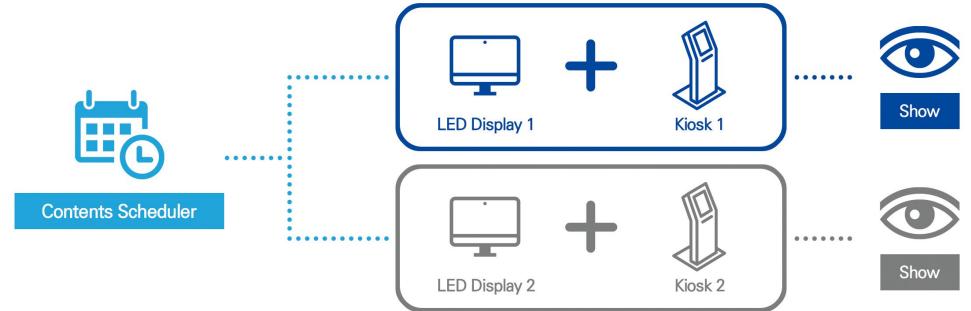 LED Display 1
Kiosk 1
Show
Contents Scheduler
LED Display 2
Kiosk 2
Show